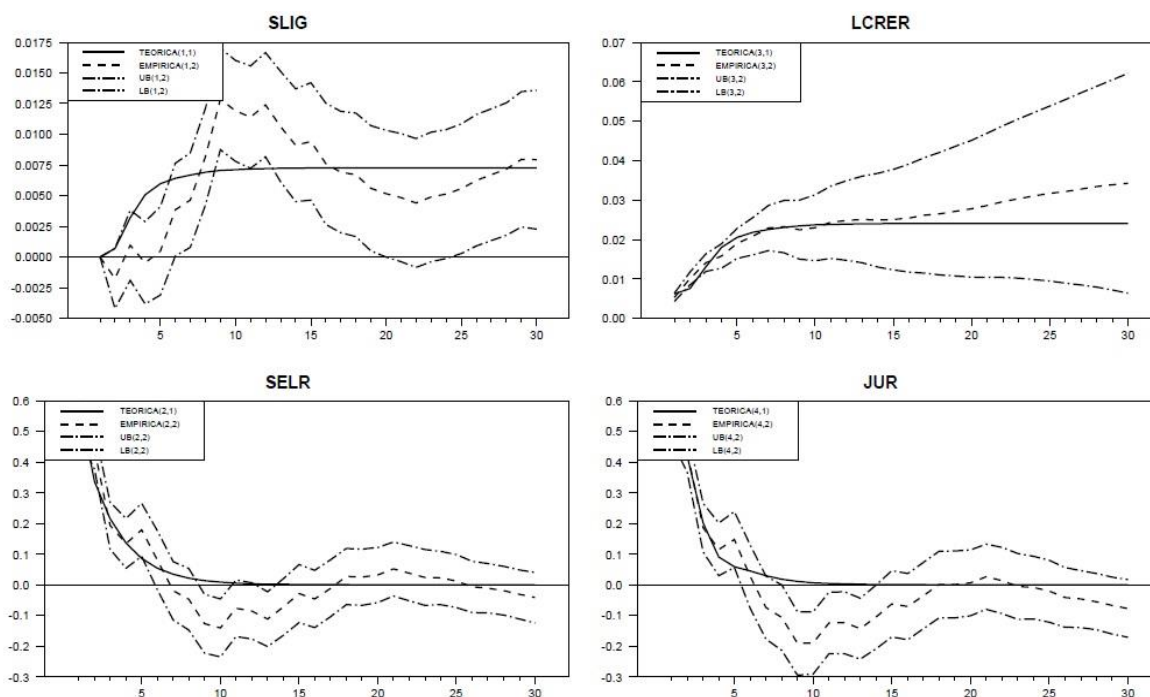 SLIG
0.0175
0.0150
0.0125
0.0100
0.0075
0.0050
0.0025
0.0000
-0.0025
-0.0050
TEORICA(1,1)
EMPIRICA(1,2)
UB(1,2)
LB(1,2)
5 10 15 20 25 30
LCRER
0.07
0.06
0.05
0.04
0.03
0.02
0.01
0.00
TEORICA(3,1)
EMPIRICA(3,2)
UB(3,2)
LB(3,2)
5 10 15 20 25 30
SELR
0.6
0.5
0.4
0.3
0.2
0.1
0.0
-0.1
-0.2
-0.3
TEORICA(2,1)
EMPIRICA(2,2)
UB(2,2)
LB(2,2)
5 10 15 20 25 30
JUR
0.6
0.5
0.4
0.3
0.2
0.1
0.0
-0.1
-0.2
-0.3
TEORICA(4,1)
EMPIRICA(4,2)
UB(4,2)
LB(4,2)
5 10 15 20 25 30